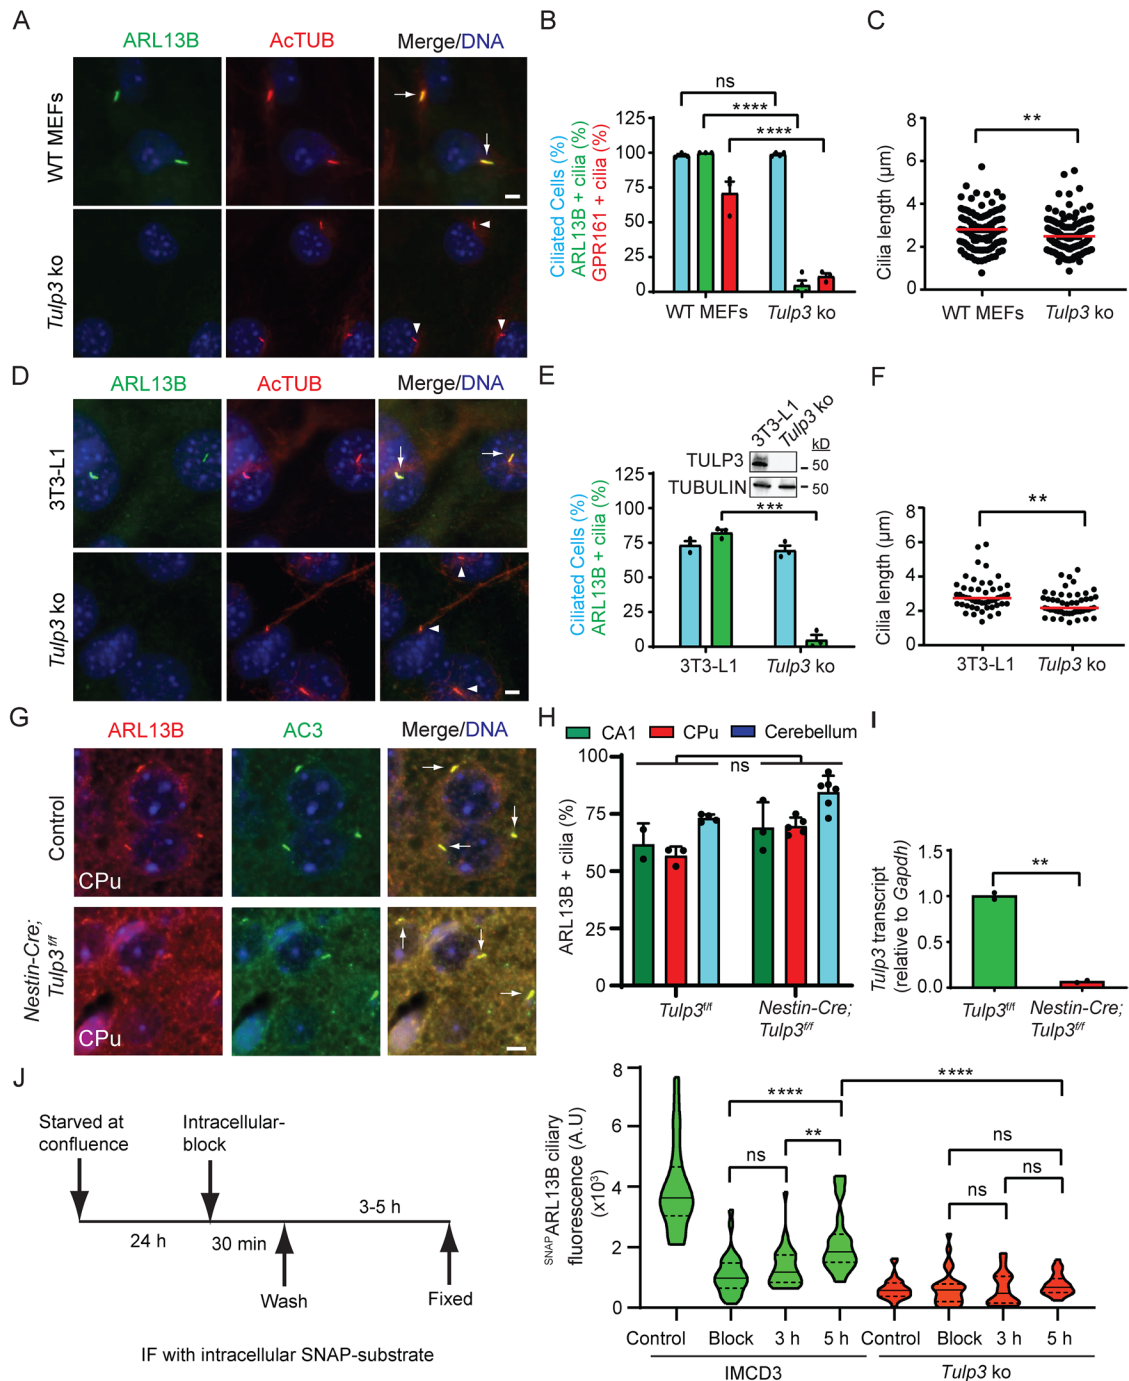 A
ARL13B
AcTUB
Merge/DNA
WT MEFs
Tulp3 ko
B
ns
****
****
Ciliated Cells (%)
ARL13B + cilia (%)
GPR161 + cilia (%)
125
100
75
50
25
0
WT MEFs
Tulp3 ko
C
**
Cilia length (µm)
8
6
4
2
0
WT MEFs
Tulp3 ko
D
ARL13B
AcTUB
Merge/DNA
3T3-L1
Tulp3 ko
E
3T3-L1
Tulp3 ko
kD
TULP3
50
TUBULIN
50
***
Ciliated Cells (%)
ARL13B + cilia (%)
125
100
75
50
25
0
3T3-L1
Tulp3 ko
F
**
Cilia length (µm)
8
6
4
2
0
3T3-L1
Tulp3 ko
G
ARL13B
AC3
Merge/DNA
Control
CPu
Nestin-Cre;
Tulp3f/f
CPu
H
CA1
CPu
Cerebellum
ns
ARL13B + cilia (%)
100
75
50
25
0
Tulp3f/f
Nestin-Cre;
Tulp3f/f
I
**
Tulp3 transcript
(relative to Gapdh)
1.5
1.0
0.5
0.0
Tulp3f/f
Nestin-Cre;
Tulp3f/f
J
Starved at
confluence
Intracellular-
block
24 h
30 min
3-5 h
Wash
Fixed
IF with intracellular SNAP-substrate
SNAPARL13B ciliary
fluorescence (A.U)
(x103)
8
6
4
2
0
****
****
ns
**
ns
ns
ns
Control
Block
3 h
5 h
Control
Block
3 h
5 h
IMCD3
Tulp3 ko